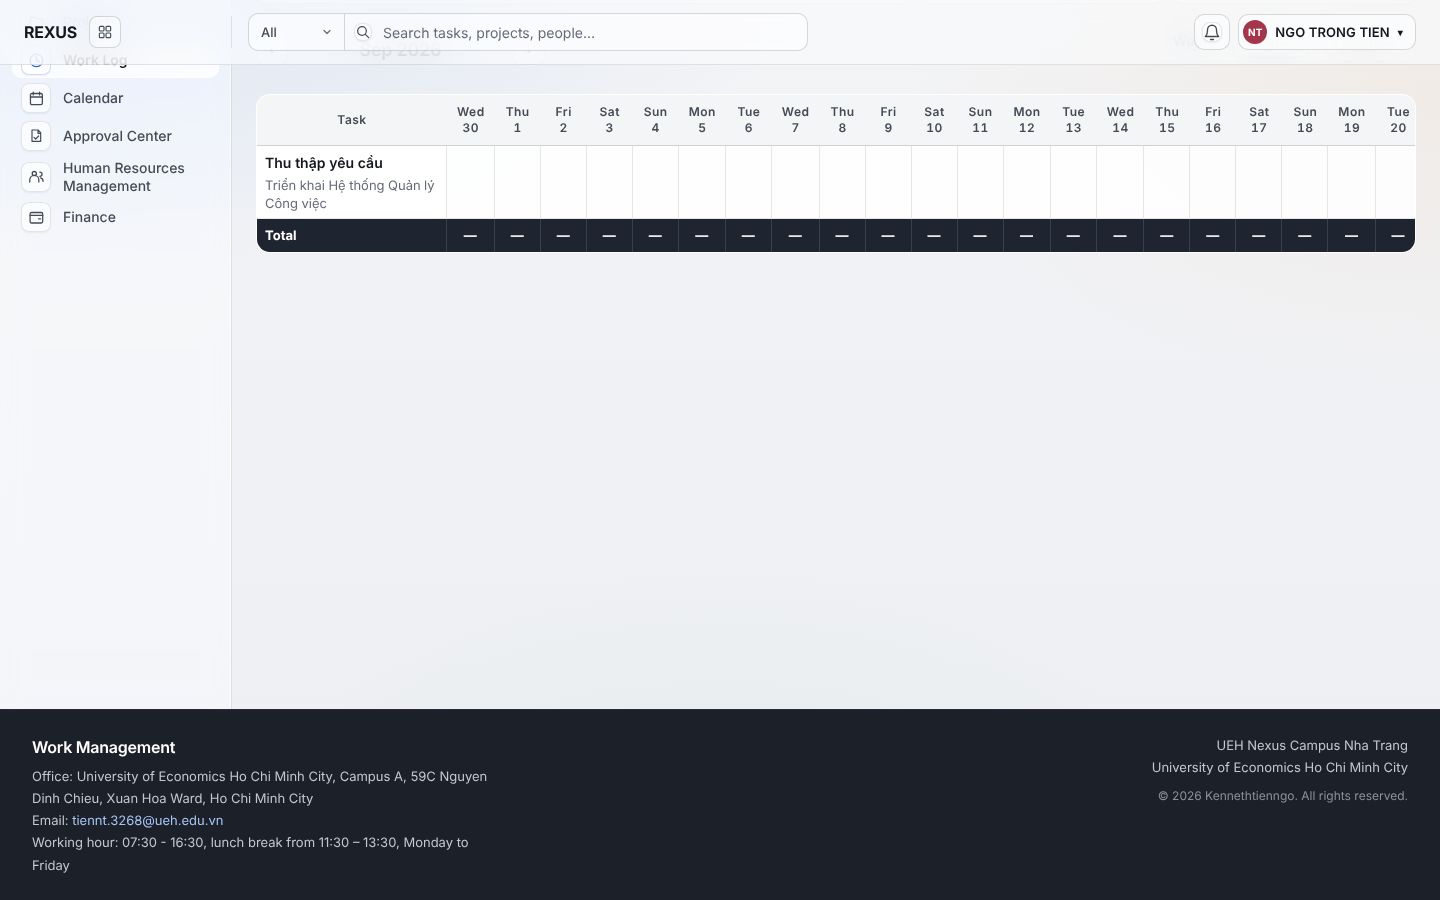 REXUS
All
Search tasks, projects, people...
NT
NGO TRONG TIEN
Work Log
Sep 2026
Calendar
Approval Center
Human Resources
Management
Finance
Task
Wed 30
Thu 1
Fri 2
Sat 3
Sun 4
Mon 5
Tue 6
Wed 7
Thu 8
Fri 9
Sat 10
Sun 11
Mon 12
Tue 13
Wed 14
Thu 15
Fri 16
Sat 17
Sun 18
Mon 19
Tue 20
Thu thập yêu cầu
Triển khai Hệ thống Quản lý
Công việc
Total — — — — — — — — — — — — — — — — — — — — —
Work Management
Office: University of Economics Ho Chi Minh City, Campus A, 59C Nguyen
Dinh Chieu, Xuan Hoa Ward, Ho Chi Minh City
Email: tiennt.3268@ueh.edu.vn
Working hour: 07:30 - 16:30, lunch break from 11:30 – 13:30, Monday to
Friday
UEH Nexus Campus Nha Trang
University of Economics Ho Chi Minh City
© 2026 Kennethtienngo. All rights reserved.